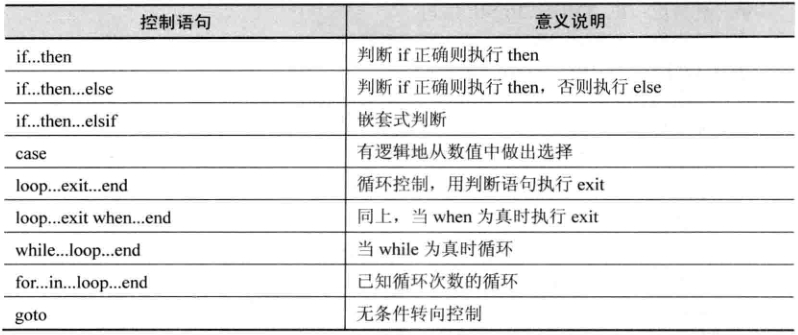 控制语句 意义说明
if...then 判断 if 正确则执行 then
if...then...else 判断 if 正确则执行 then，否则执行 else
if...then...elsif 嵌套式判断
case 有逻辑地从数值中做出选择
loop...exit...end 循环控制，用判断语句执行 exit
loop...exit when...end 同上，当 when 为真时执行 exit
while...loop...end 当 while 为真时循环
for...in...loop...end 已知循环次数的循环
goto 无条件转向控制